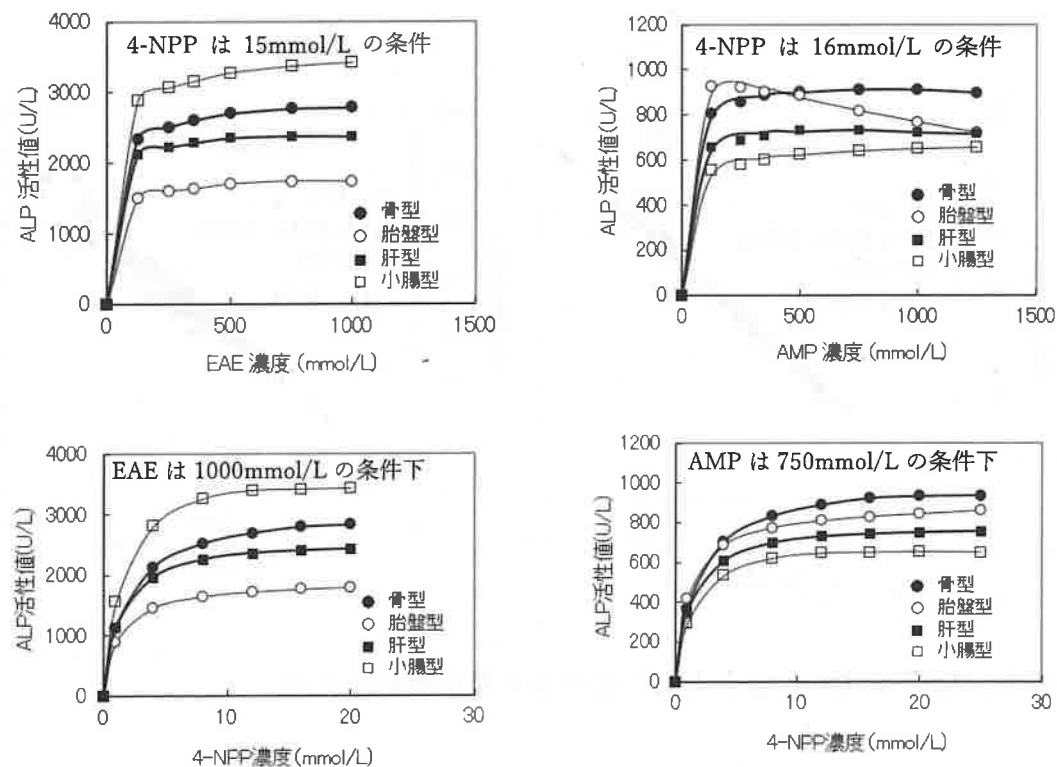 4-NPP は 15mmol/L の条件
4000
3000
2000
1000
0
ALP 活性値(U/L)
骨型
胎盤型
肝型
小腸型
0 500 1000 1500
EAE 濃度 (mmol/L)
4-NPP は 16mmol/L の条件
1200
1000
800
600
400
200
0
ALP 活性値(U/L)
骨型
胎盤型
肝型
小腸型
0 500 1000 1500
AMP 濃度 (mmol/L)
EAE は 1000mmol/L の条件下
4000
3000
2000
1000
0
ALP活性値(U/L)
骨型
胎盤型
肝型
小腸型
0 10 20 30
4-NPP濃度(mmol/L)
AMP は 750mmol/L の条件下
1200
1000
800
600
400
200
0
ALP活性値(U/L)
骨型
胎盤型
肝型
小腸型
0 10 20 30
4-NPP濃度(mmol/L)